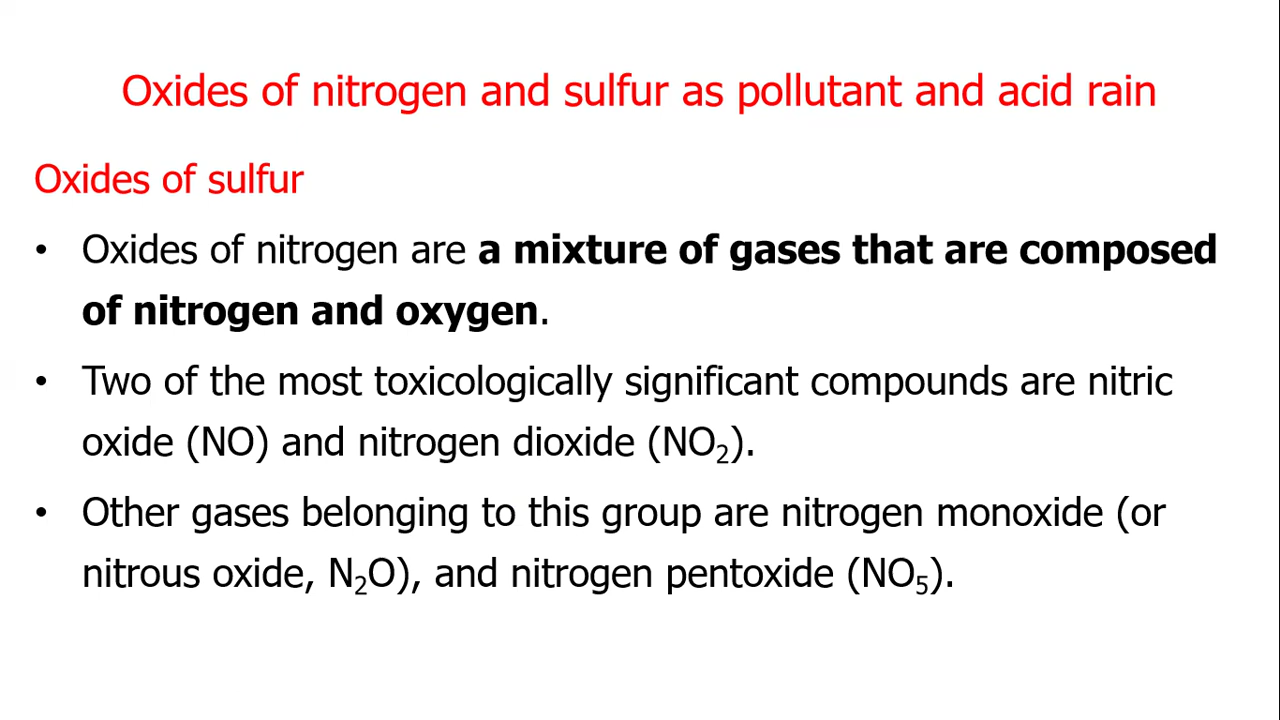 Oxides of nitrogen and sulfur as pollutant and acid rain
Oxides of sulfur
• Oxides of nitrogen are a mixture of gases that are composed
of nitrogen and oxygen.
• Two of the most toxicologically significant compounds are nitric
oxide (NO) and nitrogen dioxide (NO₂).
• Other gases belonging to this group are nitrogen monoxide (or
nitrous oxide, N₂O), and nitrogen pentoxide (NO₅).